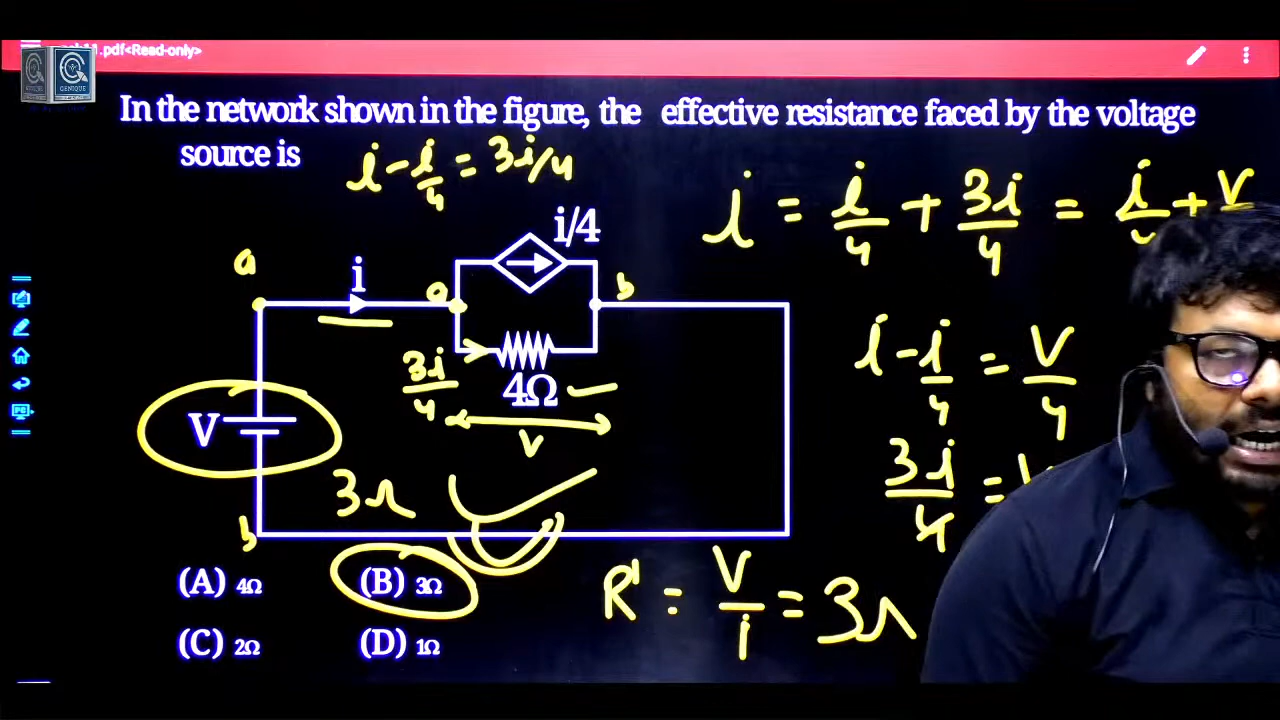 .pdf<Read-only>
GENIQUE
In the network shown in the figure, the effective resistance faced by the voltage
source is
i - i/4 = 3i/4
i = i/4 + 3i/4 = i/4 + V
i/4
a
i
a
b
i - i/4 = V/4
3i/4
4Ω
V
V
3i/4 =
3Ω
b
(A) 4Ω
(B) 3Ω
R' = V/i = 3Ω
(C) 2Ω
(D) 1Ω